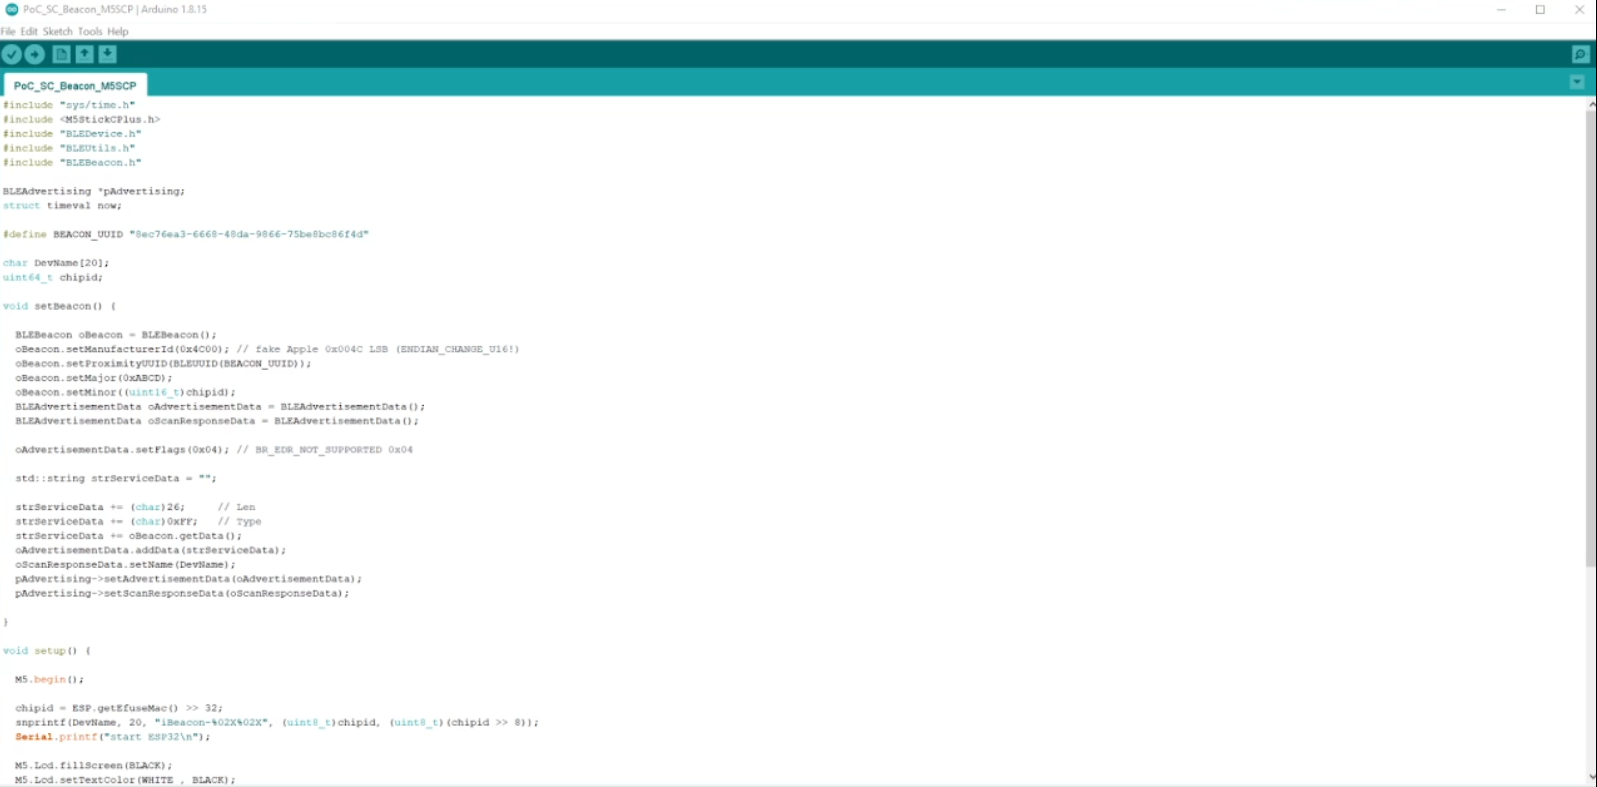 PoC_SC_Beacon_M5SCP | Arduino 1.8.15
File Edit Sketch Tools Help
PoC_SC_Beacon_M5SCP
#include "sys/time.h"
#include <M5StickCPlus.h>
#include "BLEDevice.h"
#include "BLEUtils.h"
#include "BLEBeacon.h"
BLEAdvertising *pAdvertising;
struct timeval now;
#define BEACON_UUID "8ec76ea3-6668-48da-9866-75be8bc86f4d"
char DevName[20];
uint64_t chipid;
void setBeacon() {
BLEBeacon oBeacon = BLEBeacon();
oBeacon.setManufacturerId(0x4C00); // fake Apple 0x004C LSB (ENDIAN_CHANGE_U16!)
oBeacon.setProximityUUID(BLEUUID(BEACON_UUID));
oBeacon.setMajor(0xABCD);
oBeacon.setMinor((uint16_t)chipid);
BLEAdvertisementData oAdvertisementData = BLEAdvertisementData();
BLEAdvertisementData oScanResponseData = BLEAdvertisementData();
oAdvertisementData.setFlags(0x04); // BR_EDR_NOT_SUPPORTED 0x04
std::string strServiceData = "";
strServiceData += (char)26; // Len
strServiceData += (char)0xFF; // Type
strServiceData += oBeacon.getData();
oAdvertisementData.addData(strServiceData);
oScanResponseData.setName(DevName);
pAdvertising->setAdvertisementData(oAdvertisementData);
pAdvertising->setScanResponseData(oScanResponseData);
}
void setup() {
M5.begin();
chipid = ESP.getEfuseMac() >> 32;
snprintf(DevName, 20, "iBeacon-%02X%02X", (uint8_t)chipid, (uint8_t)(chipid >> 8));
Serial.printf("start ESP32\n");
M5.Lcd.fillScreen(BLACK);
M5.Lcd.setTextColor(WHITE , BLACK);